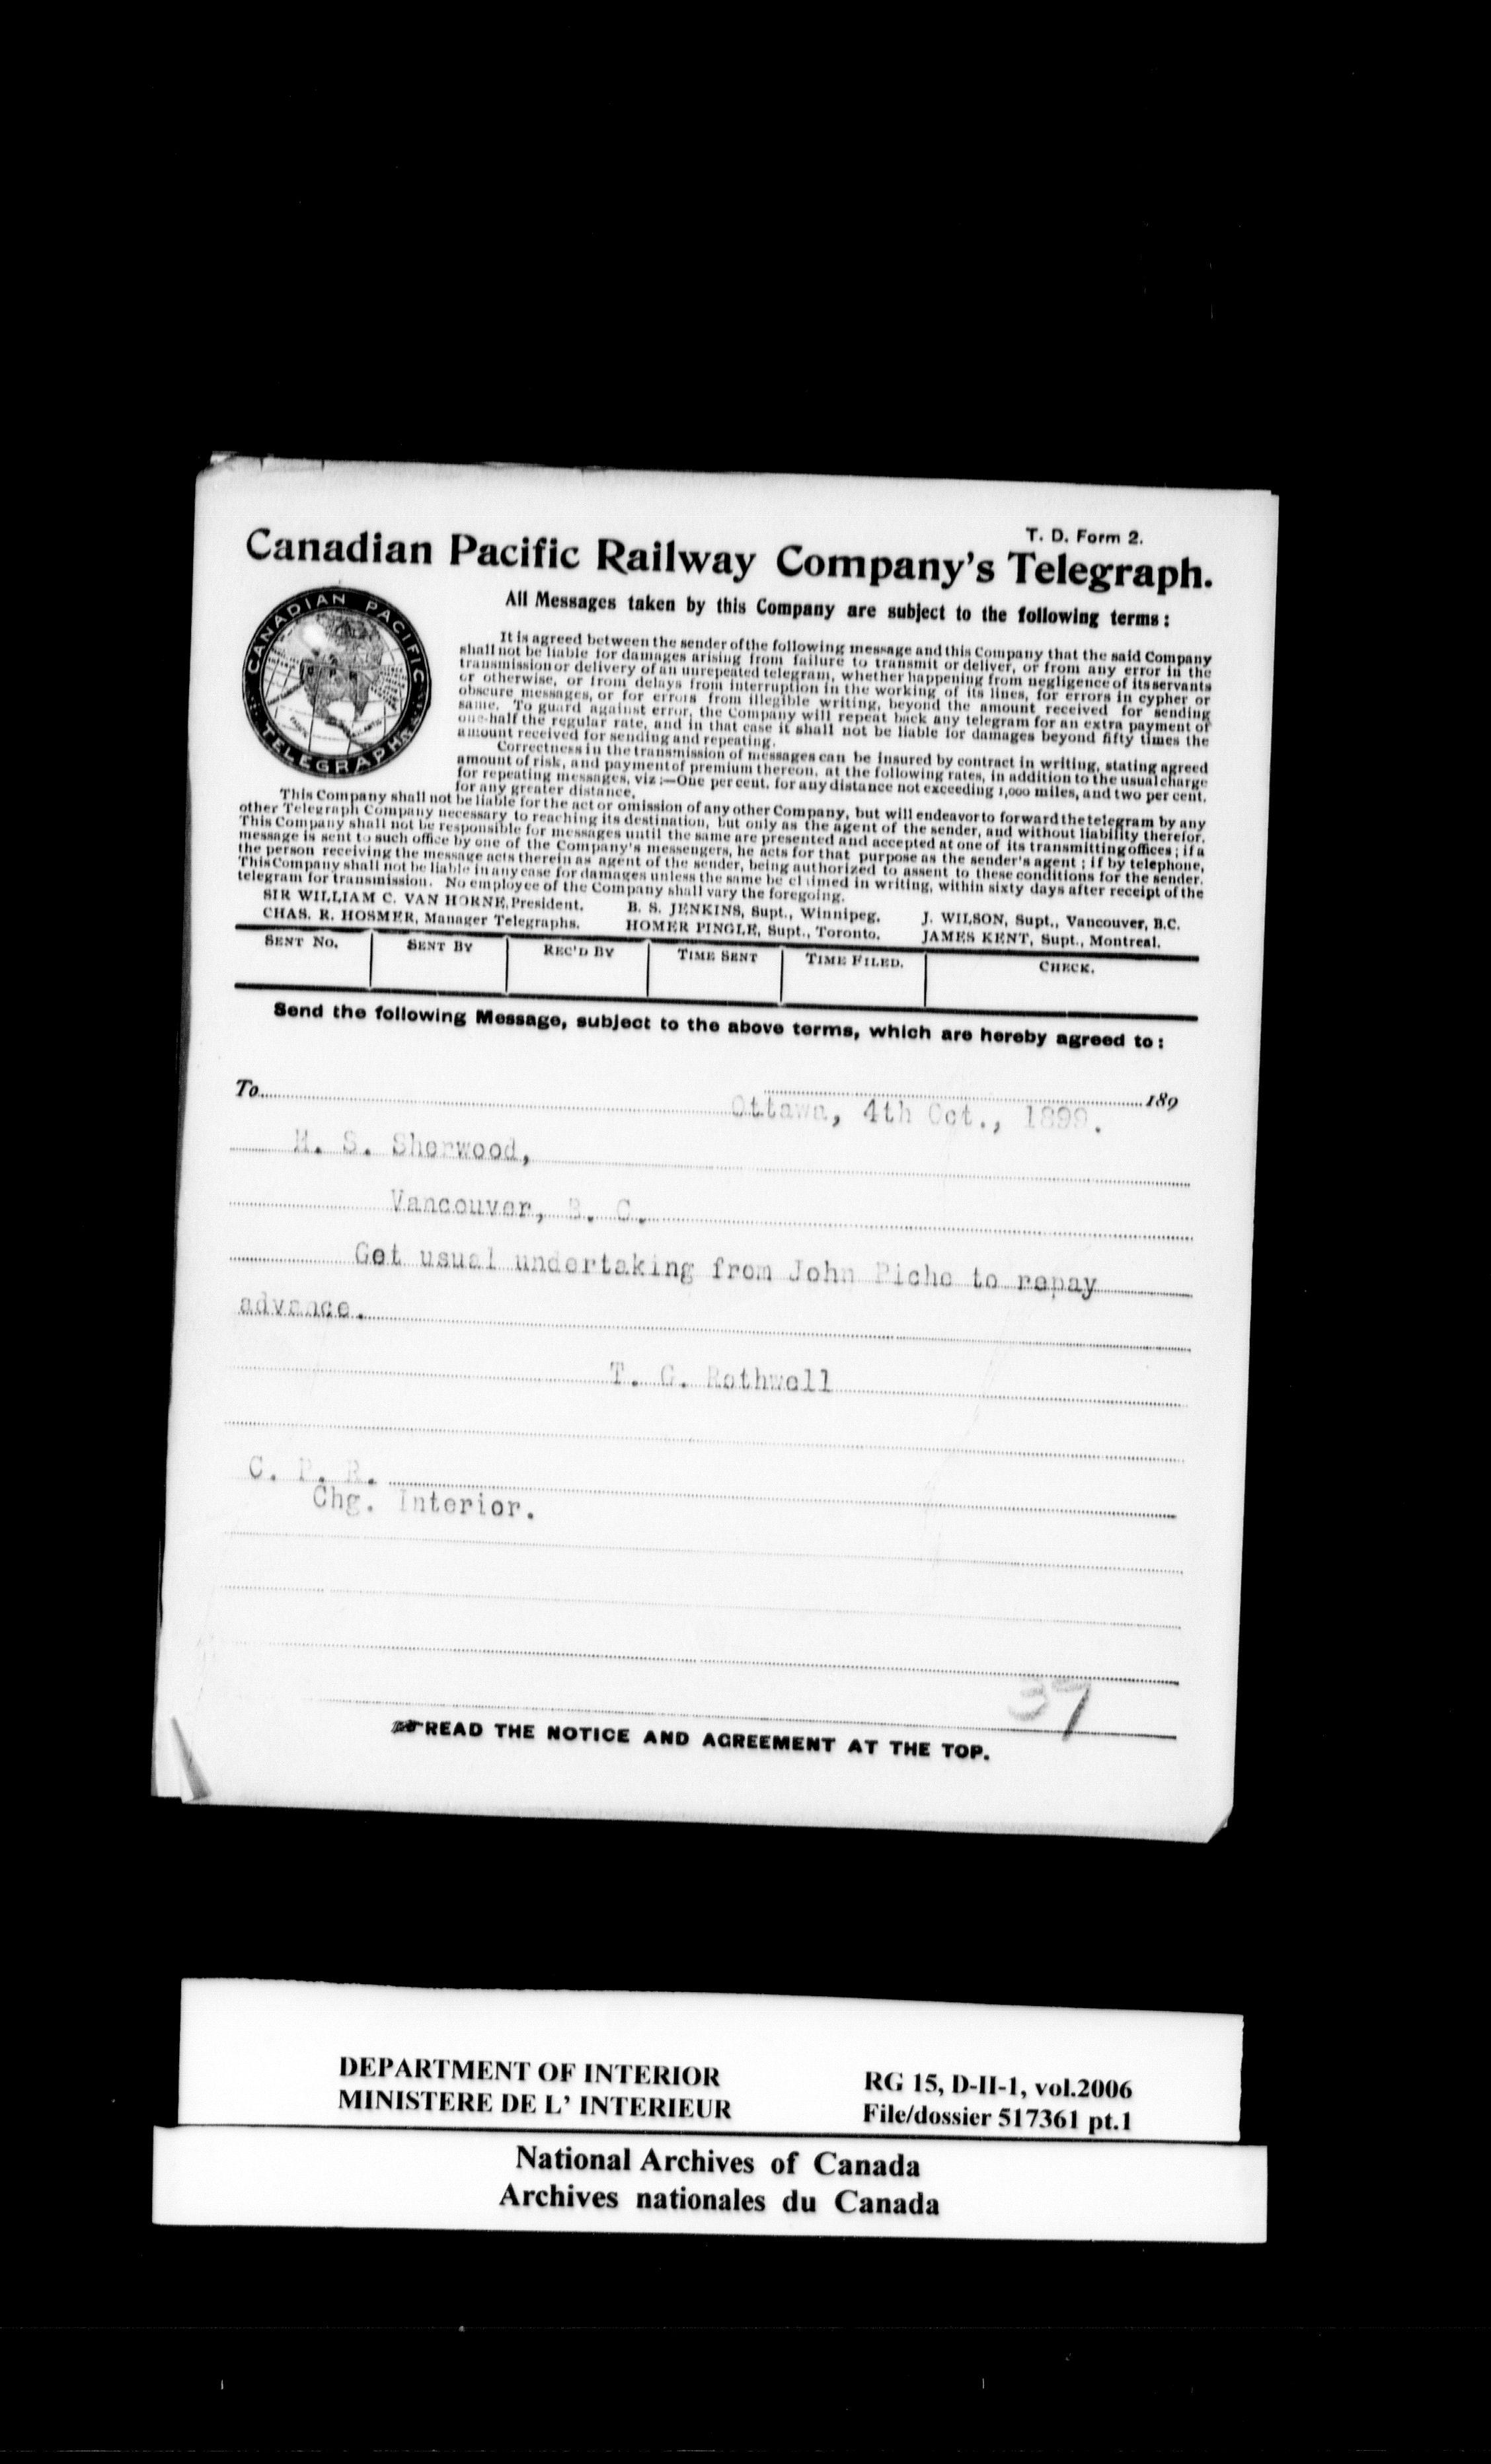 T. D. Form 2.
Canadian Pacific Railway Company's Telegraph.
CANADIAN PACIFIC
TELEGRAPH
All Messages taken by this Company are subject to the following terms:
It is agreed between the sender of the following message and this Company that the said Company
shall not be liable for damages arising from failure to transmit or deliver, or from any error in the
transmission or delivery of an unrepeated telegram, whether happening from negligence of its servants
or otherwise, or from delays from interruption in the working of its lines, for errors in cypher or
obscure messages, or for errors from illegible writing, beyond the amount received for sending
same. To guard against error, the Company will repeat back any telegram for an extra payment of
one-half the regular rate, and in that case it shall not be liable for damages beyond fifty times the
amount received for sending and repeating.
Correctness in the transmission of messages can be insured by contract in writing, stating agreed
amount of risk, and payment of premium thereon, at the following rates, in addition to the usual charge
for repeating messages, viz:—One per cent. for any distance not exceeding 1,000 miles, and two per cent.
for any greater distance.
This Company shall not be liable for the act or omission of any other Company, but will endeavor to forward the telegram by any
other Telegraph Company necessary to reaching its destination, but only as the agent of the sender, and without liability therefor.
This Company shall not be responsible for messages until the same are presented and accepted at one of its transmitting offices; if a
message is sent to such office by one of the Company's messengers, he acts for that purpose as the sender's agent; if by telephone,
the person receiving the message acts therein as agent of the sender, being authorized to assent to these conditions for the sender.
This Company shall not be liable in any case for damages unless the same be claimed in writing, within sixty days after receipt of the
telegram for transmission. No employee of the Company shall vary the foregoing.
SIR WILLIAM C. VAN HORNE, President. B. S. JENKINS, Supt., Winnipeg. J. WILSON, Supt., Vancouver, B.C.
CHAS. R. HOSMER, Manager Telegraphs. HOMER PINGLE, Supt., Toronto. JAMES KENT, Supt., Montreal.
SENT NO. SENT BY REC'D BY TIME SENT TIME FILED. CHECK.
Send the following Message, subject to the above terms, which are hereby agreed to:
To 189
Ottawa, 4th Oct., 1899.
H. S. Sherwood,
Vancouver, B. C.
Get usual undertaking from John Piche to repay
advance.
T. G. Rothwell
C. P. R.
Chg. Interior.
37
READ THE NOTICE AND AGREEMENT AT THE TOP.
DEPARTMENT OF INTERIOR RG 15, D-II-1, vol.2006
MINISTERE DE L' INTERIEUR File/dossier 517361 pt.1
National Archives of Canada
Archives nationales du Canada